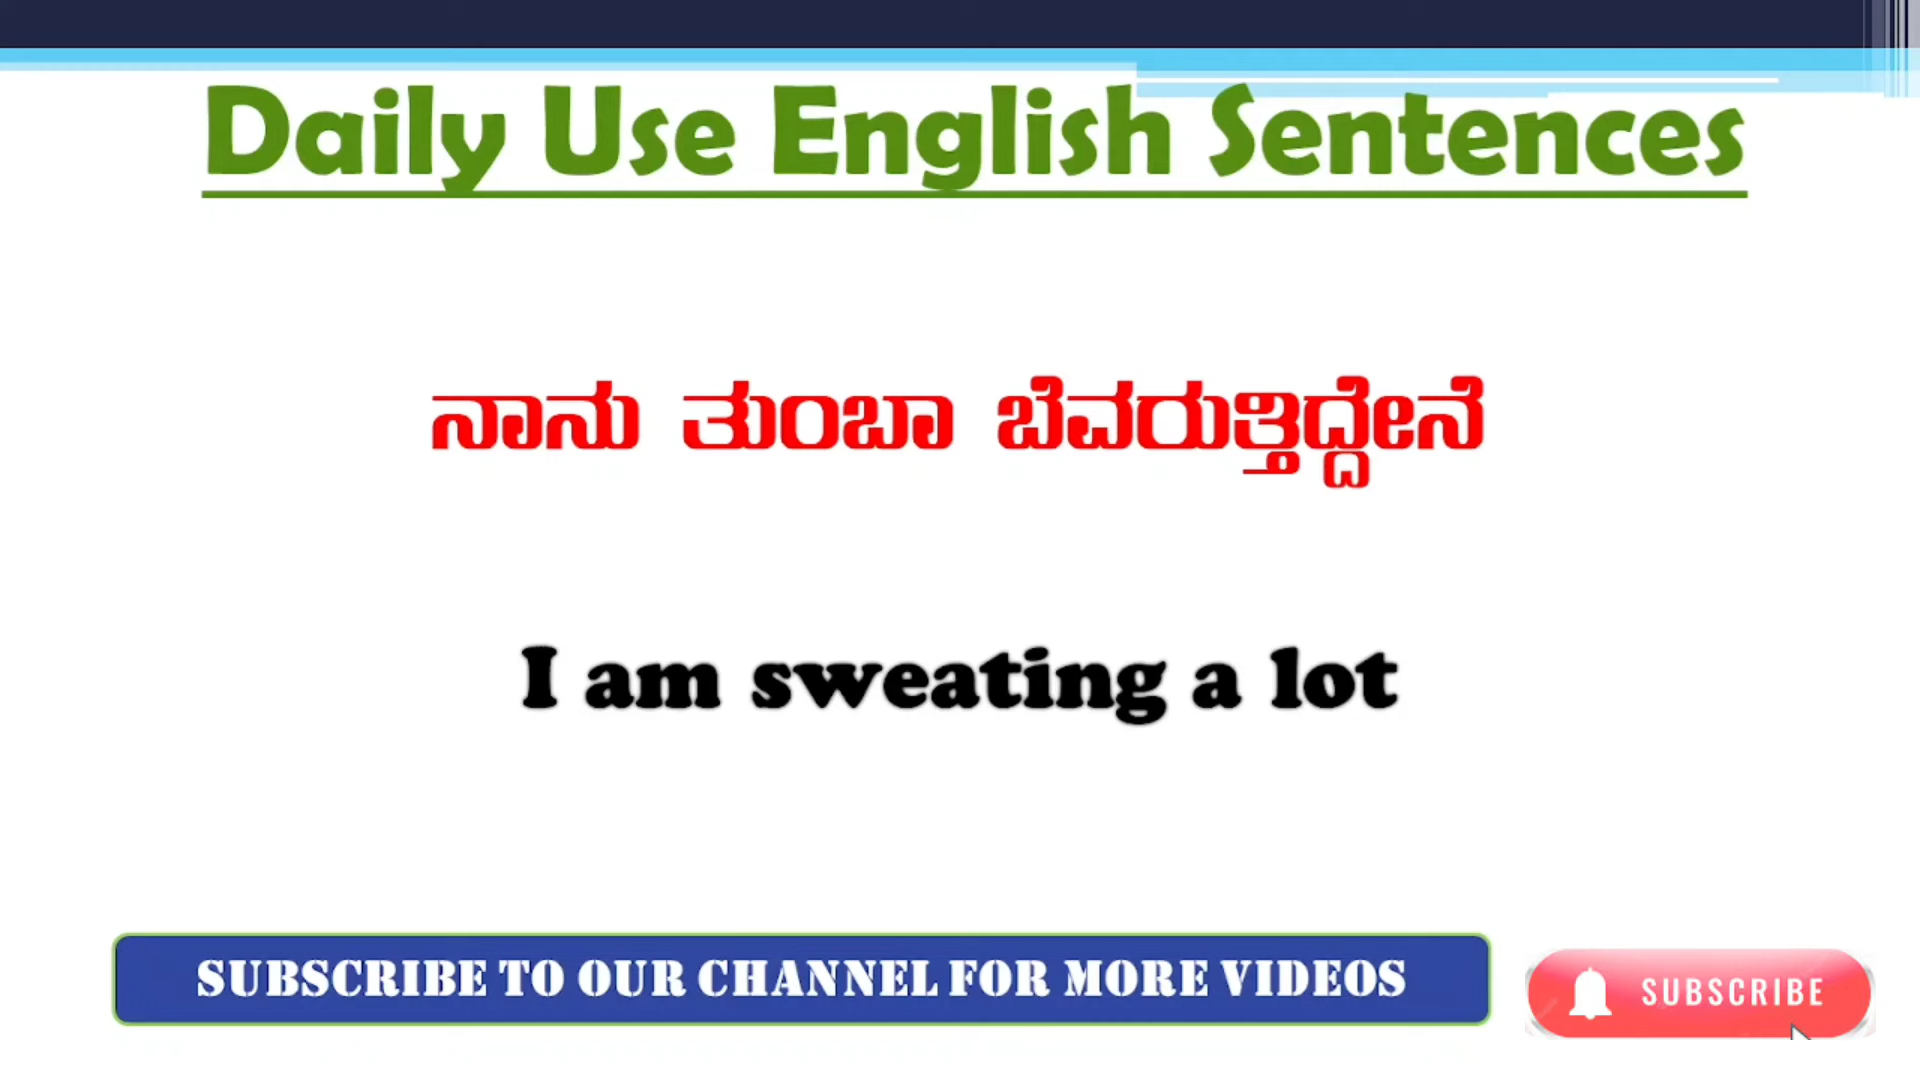 Daily Use English Sentences
ನಾನು ತುಂಬಾ ಬೆವರುತ್ತಿದ್ದೇನೆ
I am sweating a lot
SUBSCRIBE TO OUR CHANNEL FOR MORE VIDEOS
SUBSCRIBE